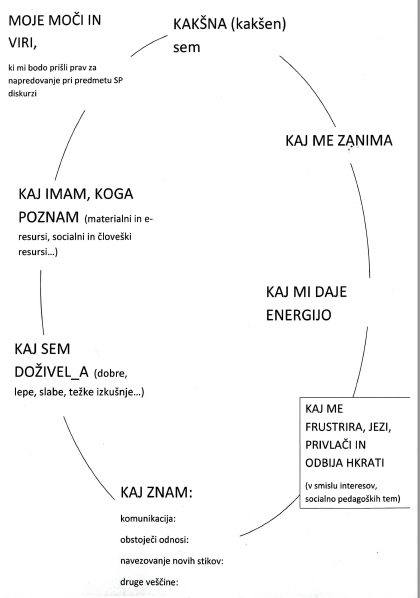 MOJE MOČI IN
VIRI,
ki mi bodo prišli prav za
napredovanje pri predmetu SP
diskurzi
KAKŠNA (kakšen)
sem
KAJ ME ZANIMA
KAJ MI DAJE
ENERGIJO
KAJ ME
FRUSTRIRA, JEZI,
PRIVLAČI IN
ODBIJA HKRATI
(v smislu interesov,
socialno pedagoških tem)
KAJ ZNAM:
komunikacija:
obstoječi odnosi:
navezovanje novih stikov:
druge veščine:
KAJ SEM
DOŽIVEL_A (dobre,
lepe, slabe, težke izkušnje...)
KAJ IMAM, KOGA
POZNAM (materialni in e-
resursi, socialni in človeški
resursi...)